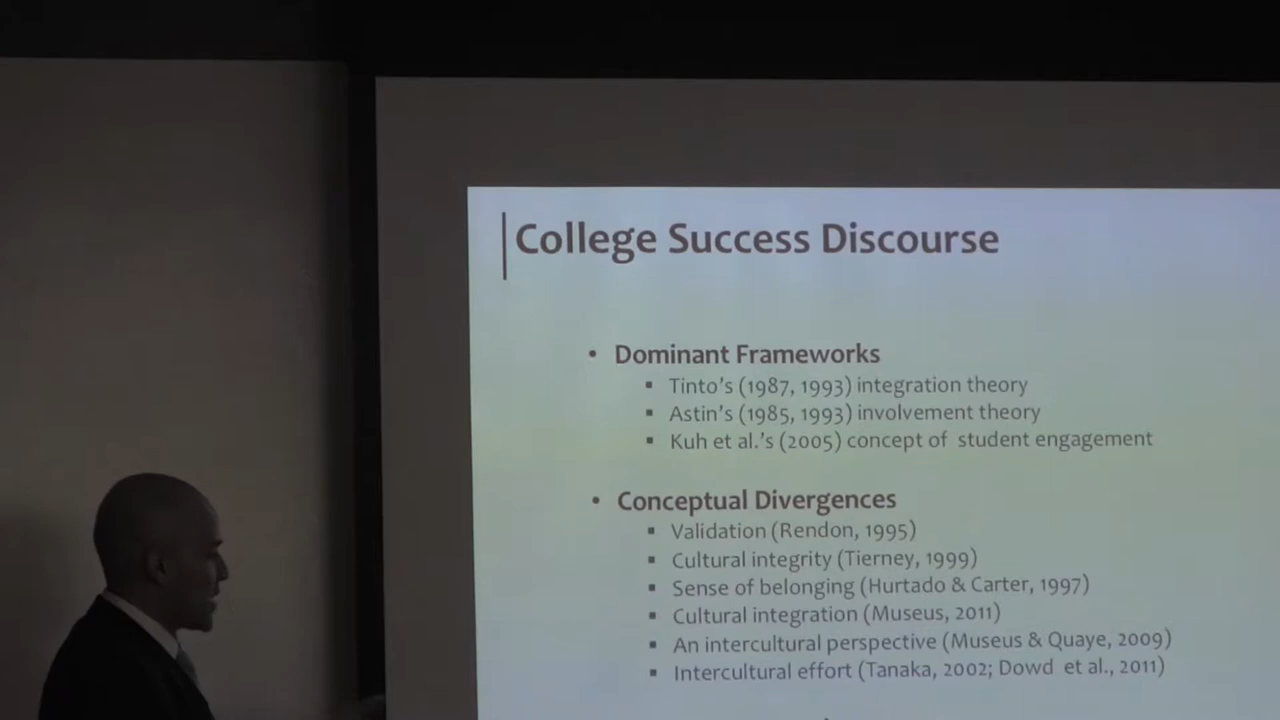 College Success Discourse
• Dominant Frameworks
▪ Tinto's (1987, 1993) integration theory
▪ Astin's (1985, 1993) involvement theory
▪ Kuh et al.'s (2005) concept of student engagement
• Conceptual Divergences
▪ Validation (Rendon, 1995)
▪ Cultural integrity (Tierney, 1999)
▪ Sense of belonging (Hurtado & Carter, 1997)
▪ Cultural integration (Museus, 2011)
▪ An intercultural perspective (Museus & Quaye, 2009)
▪ Intercultural effort (Tanaka, 2002; Dowd et al., 2011)